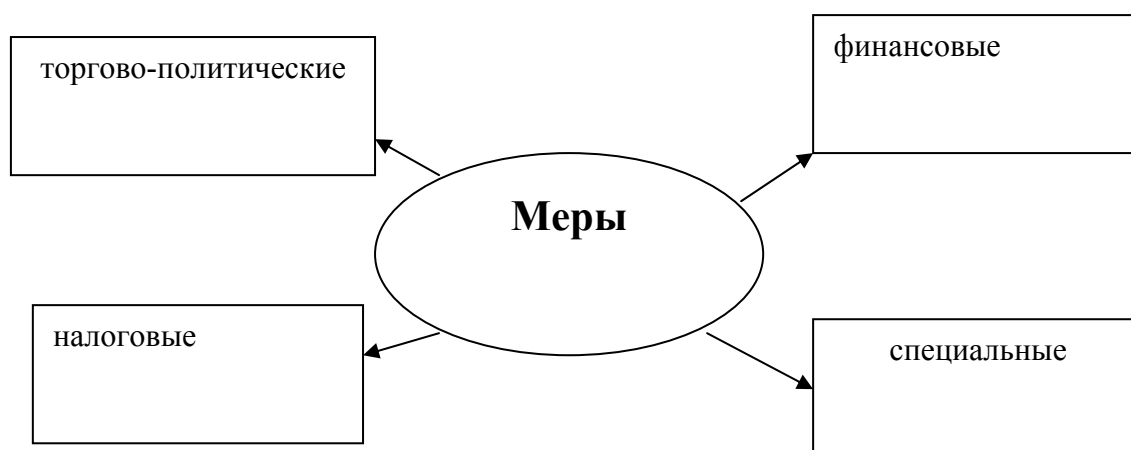 торгово-политические
финансовые
Меры
налоговые
специальные